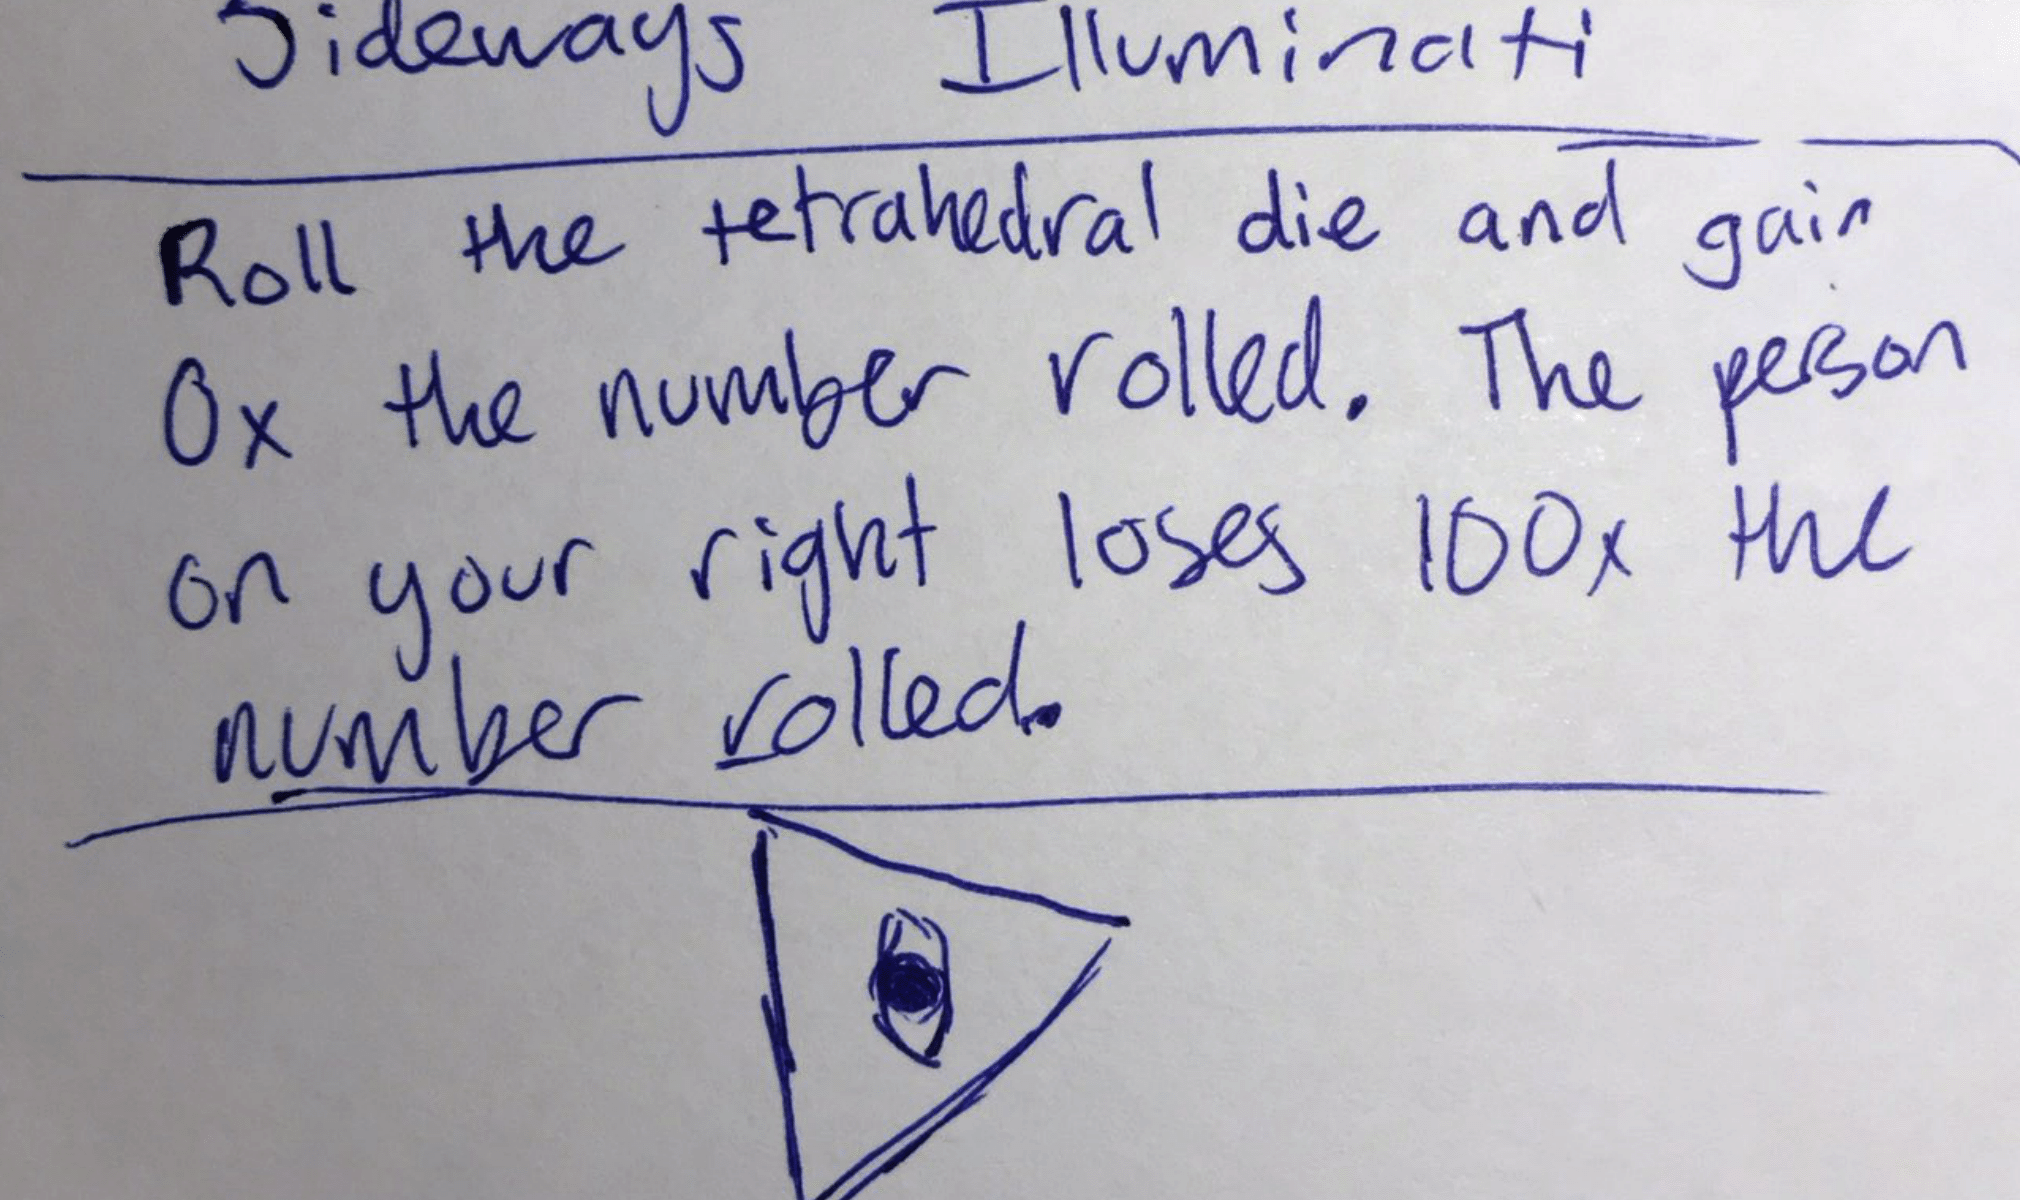 Sideways Illuminati
Roll the tetrahedral die and gain
0x the number rolled. The person
on your right loses 100x the
number rolled.